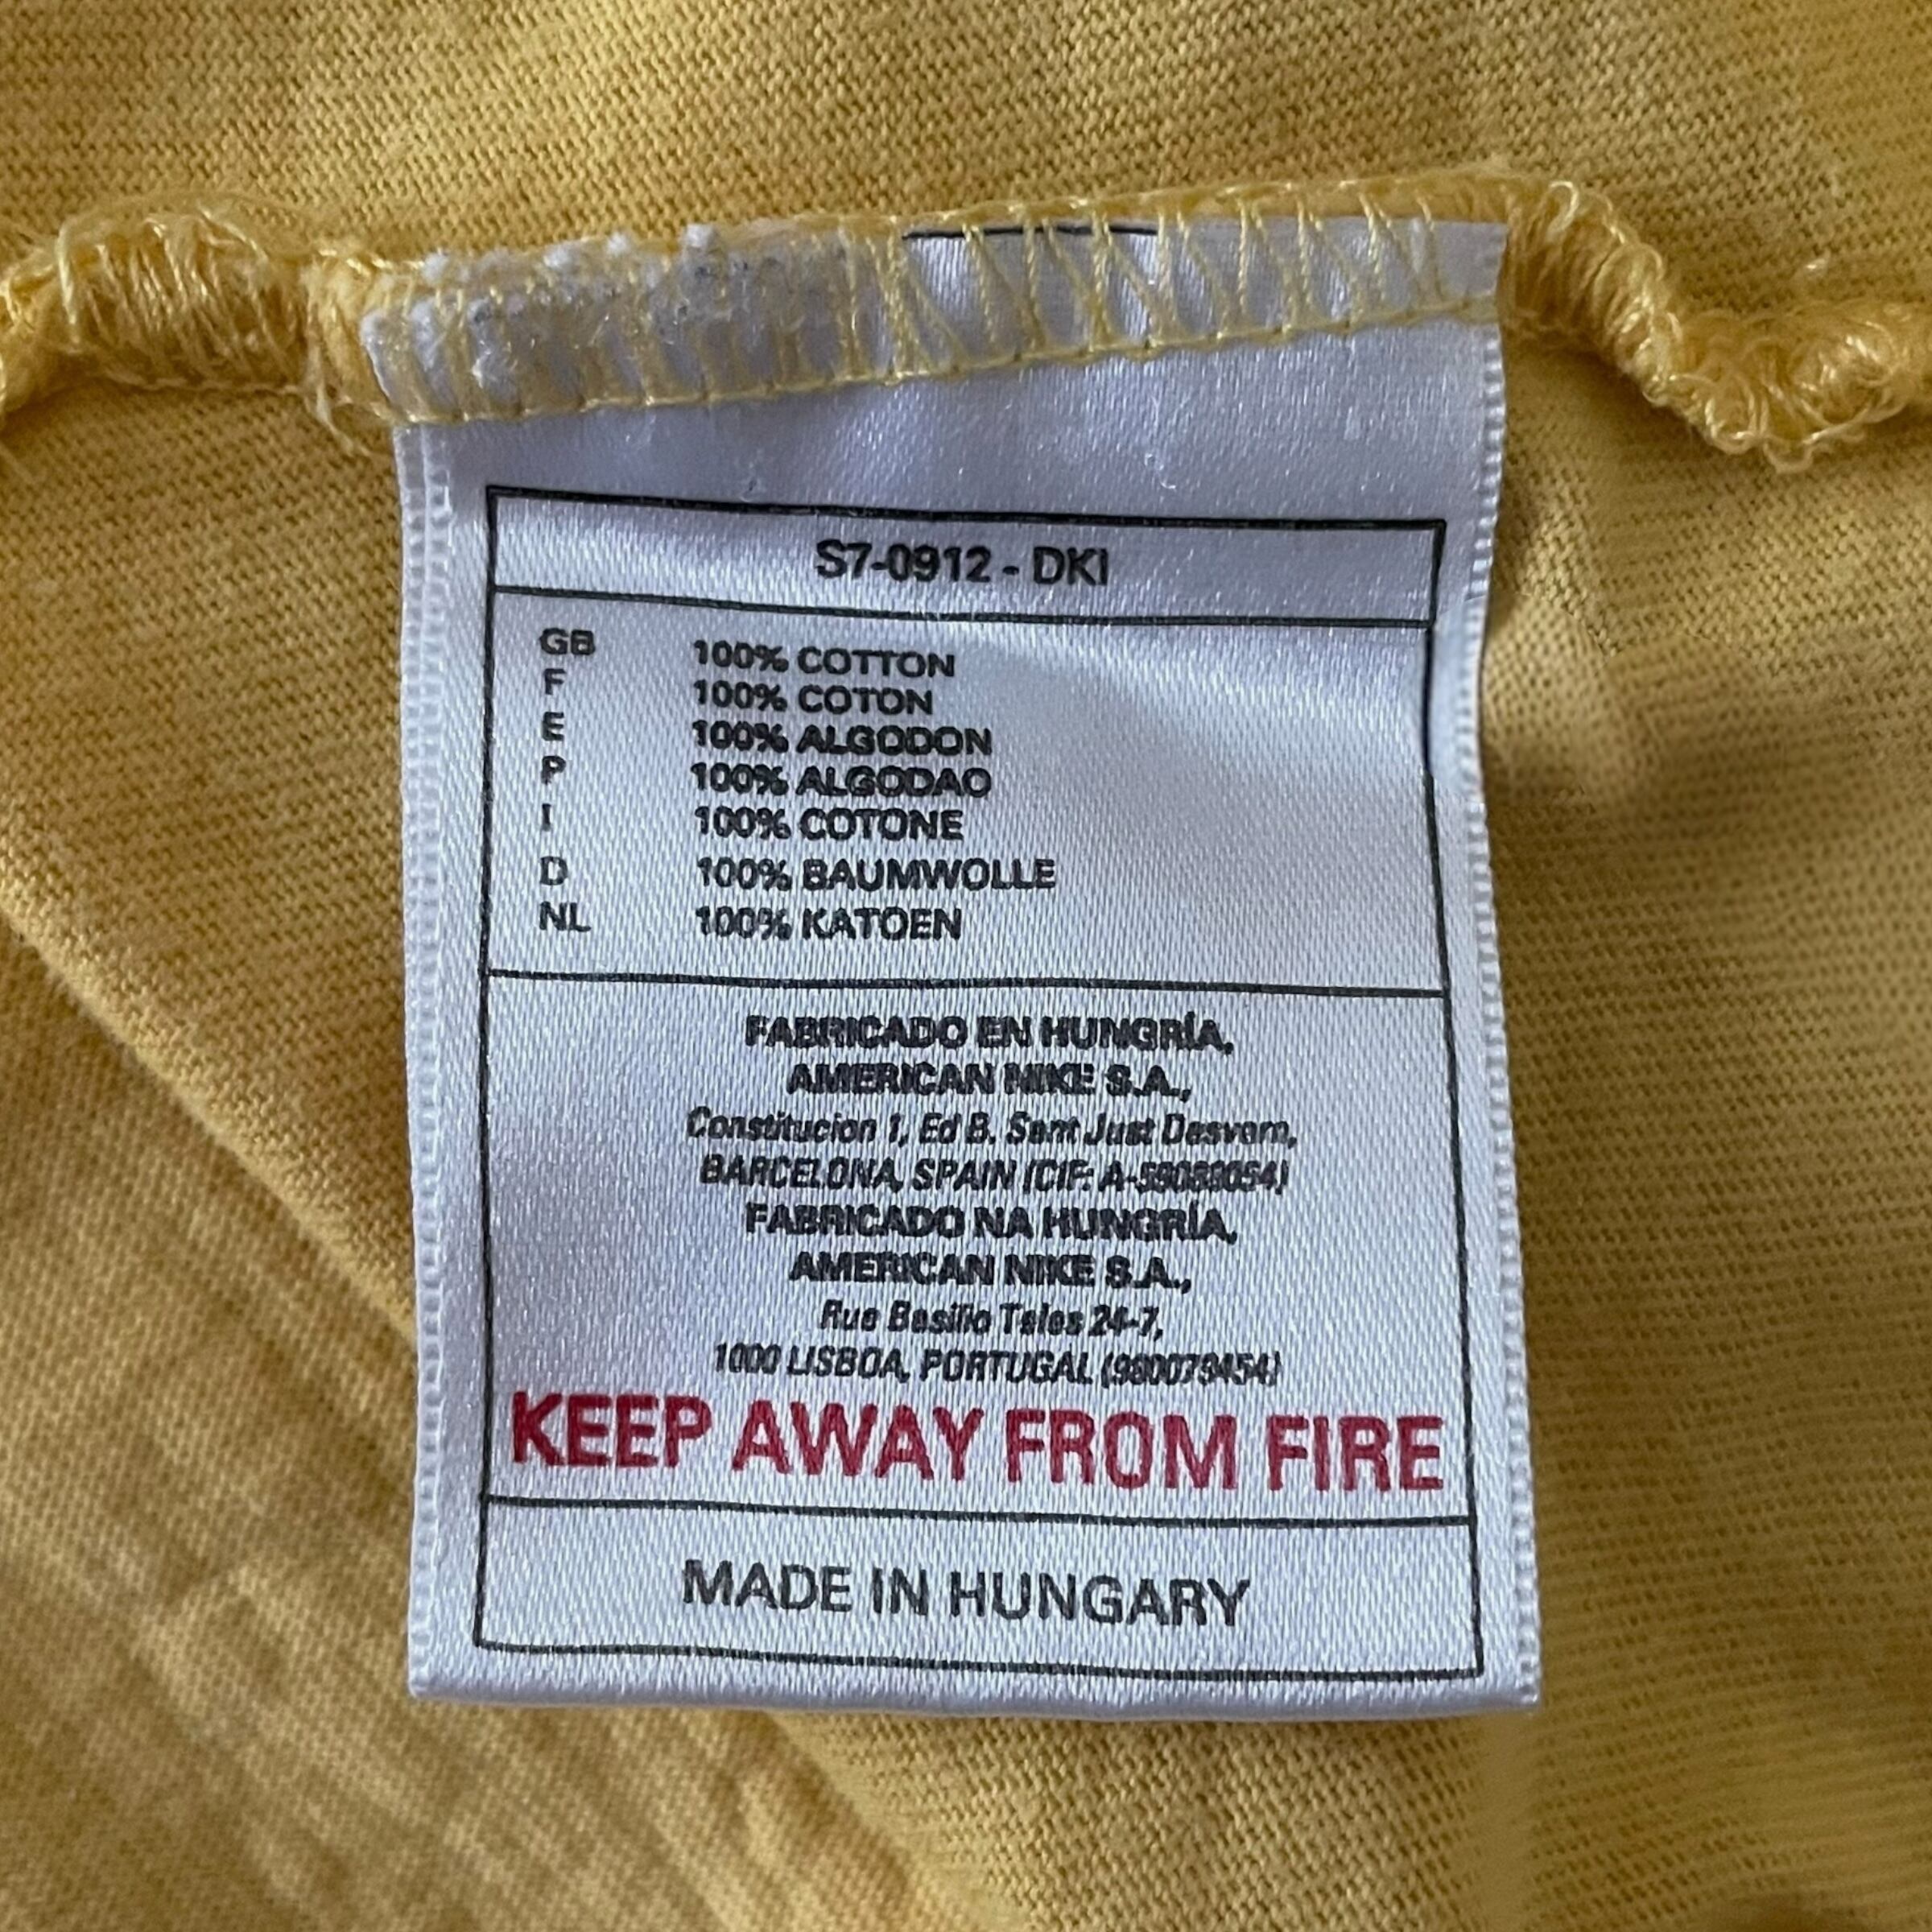 S7-0912 - DKI
GB 100% COTTON
F 100% COTON
E 100% ALGODON
P 100% ALGODAO
I 100% COTONE
D 100% BAUMWOLLE
NL 100% KATOEN
FABRICADO EN HUNGRÍA,
AMERICAN NIKE S.A.,
Constitucion 1, Ed B. Sant Just Desvern,
BARCELONA, SPAIN (CIF:
FABRICADO NA HUNGRÍA,
AMERICAN NIKE S.A.,
Rua Basilio Teles 24-7,
1000 LISBOA, PORTUGAL
KEEP AWAY FROM FIRE
MADE IN HUNGARY